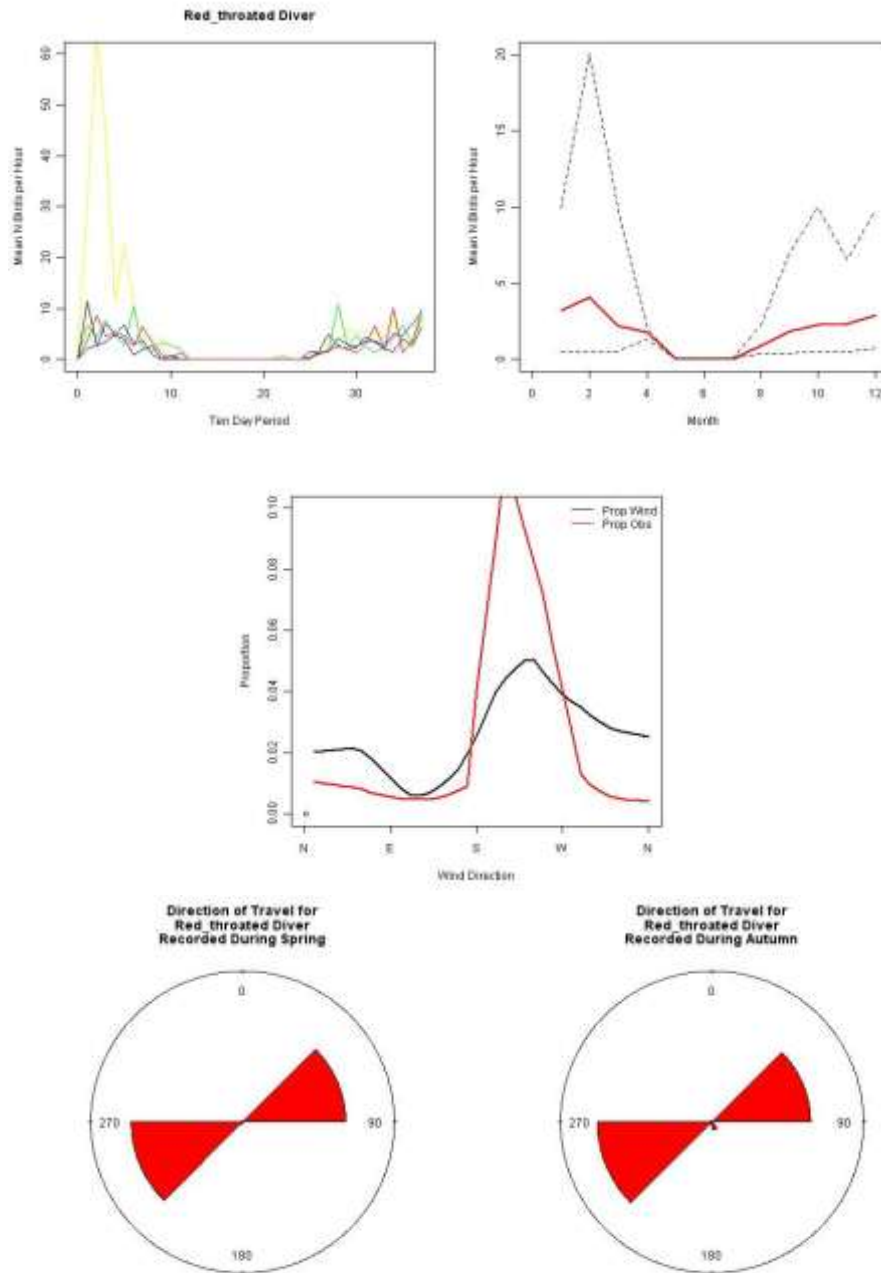 Red_throated Diver
Mean N Birds per Hour
0 10 20 30 40 50 60
0 10 20 30
Ten Day Period
Mean N Birds per Hour
0 5 10 15 20
0 2 4 6 8 10 12
Month
Prop Wind
Prop Obs
Proportion
0.00 0.02 0.04 0.06 0.08 0.10
N E S W N
Wind Direction
Direction of Travel for
Red_throated Diver
Recorded During Spring
0
270 90
180
Direction of Travel for
Red_throated Diver
Recorded During Autumn
0
270 90
180